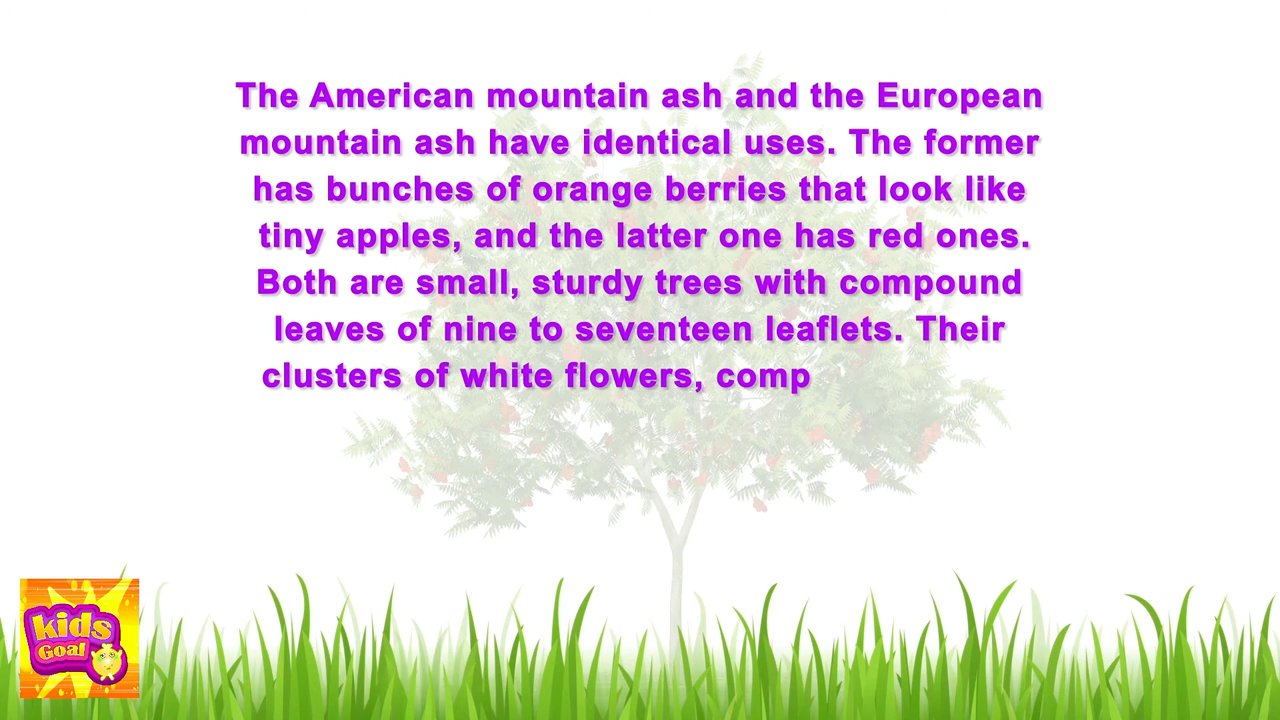 The American mountain ash and the European
mountain ash have identical uses. The former
has bunches of orange berries that look like
tiny apples, and the latter one has red ones.
Both are small, sturdy trees with compound
leaves of nine to seventeen leaflets. Their
clusters of white flowers, comp
kids
Goal